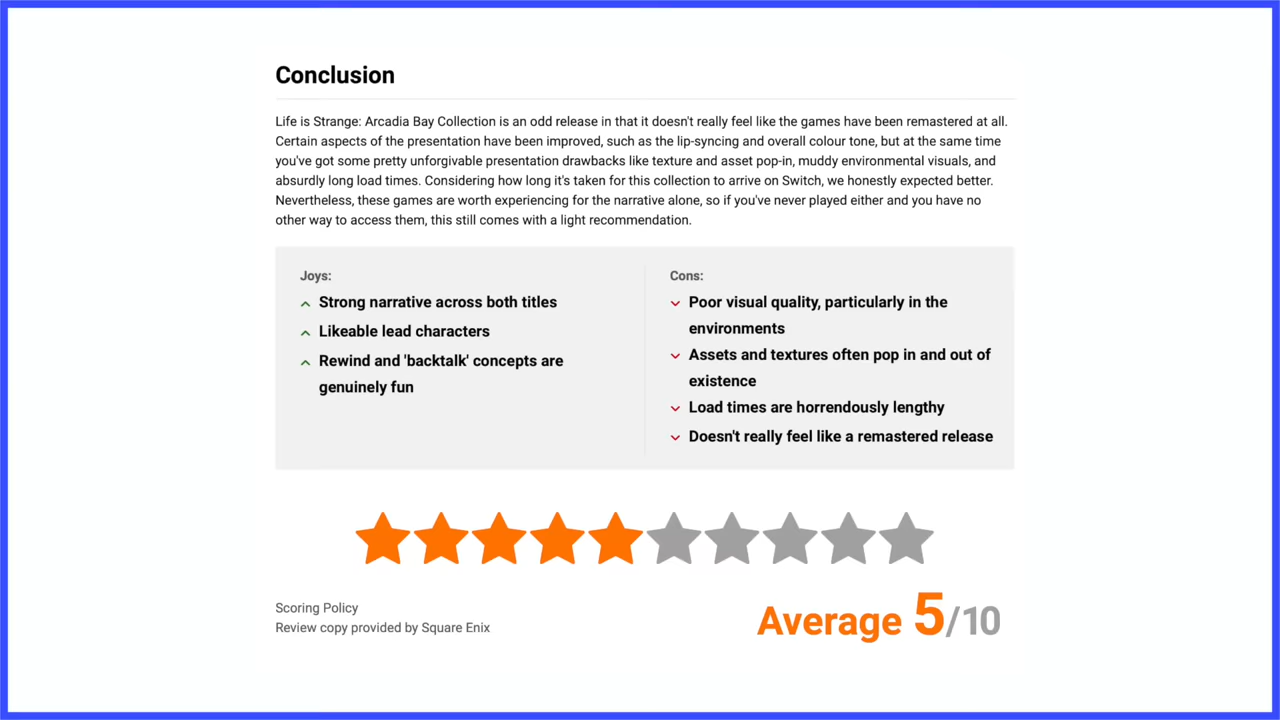 Conclusion
Life is Strange: Arcadia Bay Collection is an odd release in that it doesn't really feel like the games have been remastered at all.
Certain aspects of the presentation have been improved, such as the lip-syncing and overall colour tone, but at the same time
you've got some pretty unforgivable presentation drawbacks like texture and asset pop-in, muddy environmental visuals, and
absurdly long load times. Considering how long it's taken for this collection to arrive on Switch, we honestly expected better.
Nevertheless, these games are worth experiencing for the narrative alone, so if you've never played either and you have no
other way to access them, this still comes with a light recommendation.
Joys:
Strong narrative across both titles
Likeable lead characters
Rewind and 'backtalk' concepts are
genuinely fun
Cons:
Poor visual quality, particularly in the
environments
Assets and textures often pop in and out of
existence
Load times are horrendously lengthy
Doesn't really feel like a remastered release
Scoring Policy
Review copy provided by Square Enix
Average 5/10